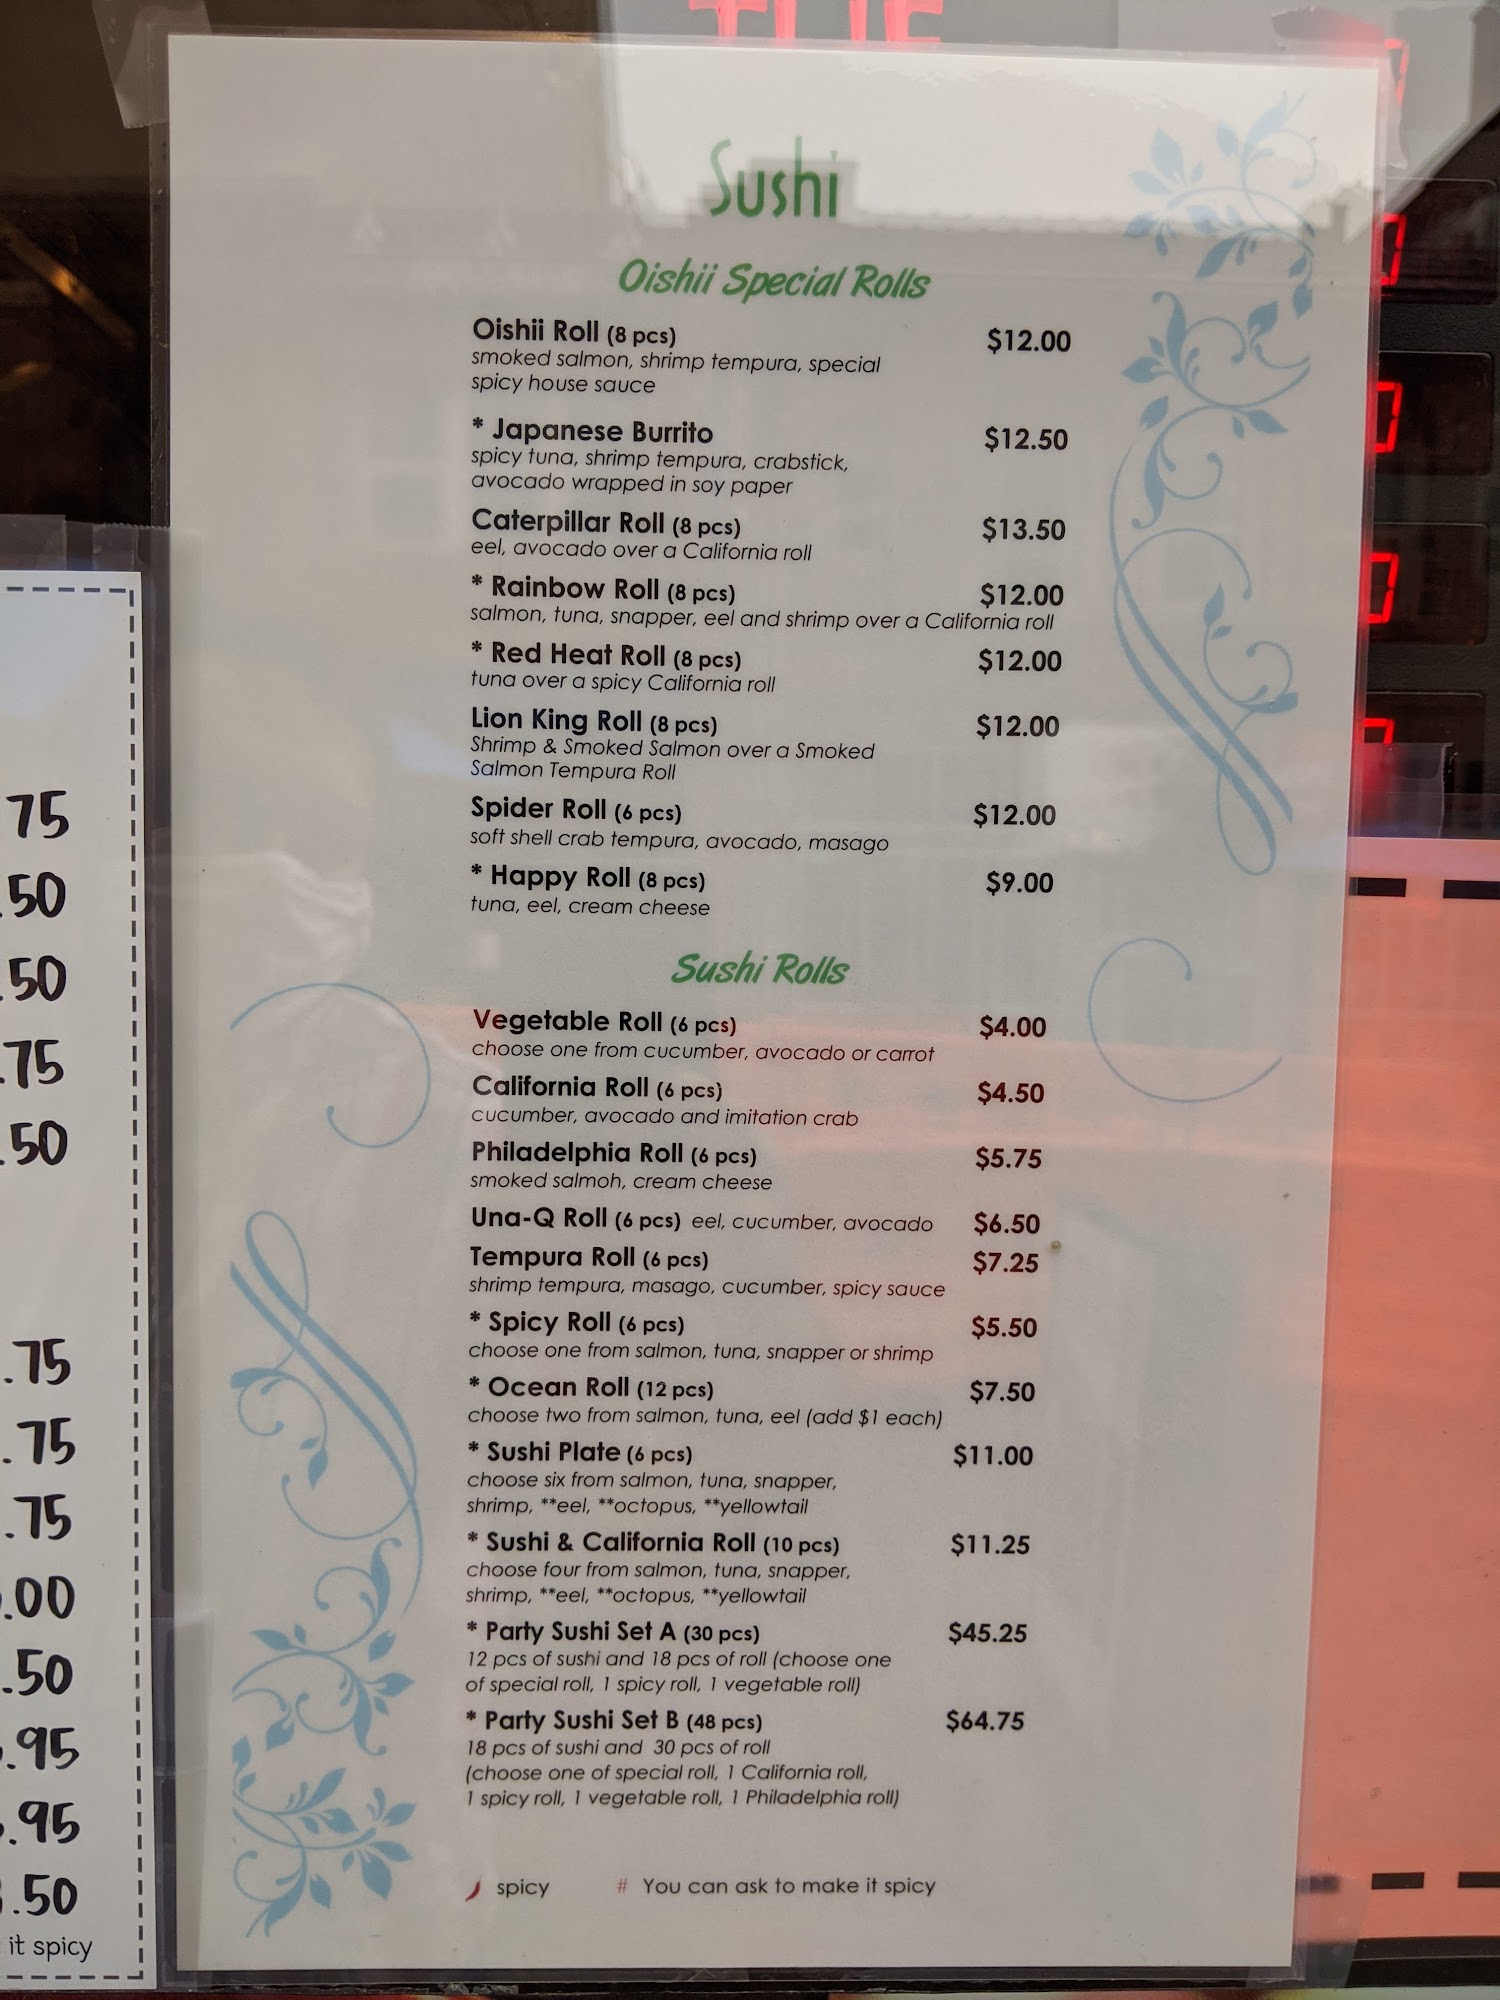 TUE
Sushi
Oishii Special Rolls
Oishii Roll (8 pcs) $12.00
smoked salmon, shrimp tempura, special
spicy house sauce
* Japanese Burrito $12.50
spicy tuna, shrimp tempura, crabstick,
avocado wrapped in soy paper
Caterpillar Roll (8 pcs) $13.50
eel, avocado over a California roll
* Rainbow Roll (8 pcs) $12.00
salmon, tuna, snapper, eel and shrimp over a California roll
* Red Heat Roll (8 pcs) $12.00
tuna over a spicy California roll
Lion King Roll (8 pcs) $12.00
Shrimp & Smoked Salmon over a Smoked
Salmon Tempura Roll
Spider Roll (6 pcs) $12.00
soft shell crab tempura, avocado, masago
* Happy Roll (8 pcs) $9.00
tuna, eel, cream cheese
Sushi Rolls
Vegetable Roll (6 pcs) $4.00
choose one from cucumber, avocado or carrot
California Roll (6 pcs) $4.50
cucumber, avocado and imitation crab
Philadelphia Roll (6 pcs) $5.75
smoked salmoh, cream cheese
Una-Q Roll (6 pcs) eel, cucumber, avocado $6.50
Tempura Roll (6 pcs) $7.25
shrimp tempura, masago, cucumber, spicy sauce
* Spicy Roll (6 pcs) $5.50
choose one from salmon, tuna, snapper or shrimp
* Ocean Roll (12 pcs) $7.50
choose two from salmon, tuna, eel (add $1 each)
* Sushi Plate (6 pcs) $11.00
choose six from salmon, tuna, snapper,
shrimp, **eel, **octopus, **yellowtail
* Sushi & California Roll (10 pcs) $11.25
choose four from salmon, tuna, snapper,
shrimp, **eel, **octopus, **yellowtail
* Party Sushi Set A (30 pcs) $45.25
12 pcs of sushi and 18 pcs of roll (choose one
of special roll, 1 spicy roll, 1 vegetable roll)
* Party Sushi Set B (48 pcs) $64.75
18 pcs of sushi and 30 pcs of roll
(choose one of special roll, 1 California roll,
1 spicy roll, 1 vegetable roll, 1 Philadelphia roll)
spicy # You can ask to make it spicy
75
.50
.50
.75
.50
.75
.75
.75
.00
.50
.95
.95
.50
it spicy